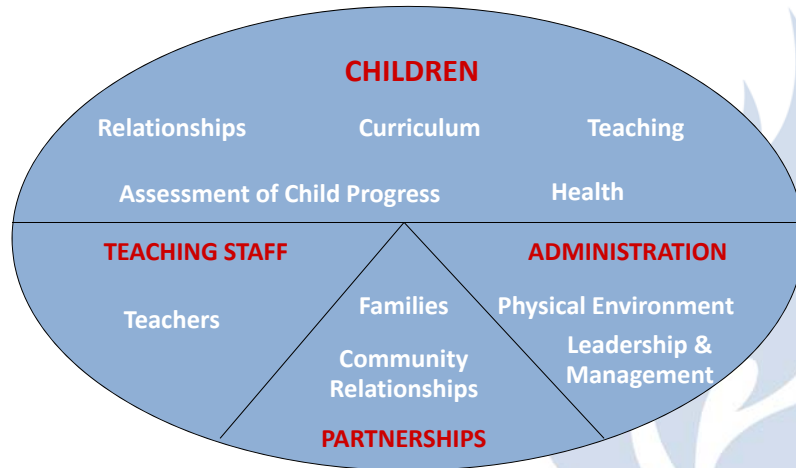 CHILDREN
Relationships Curriculum Teaching
Assessment of Child Progress Health
TEACHING STAFF
Teachers
Families
Community
Relationships
PARTNERSHIPS
ADMINISTRATION
Physical Environment
Leadership &
Management